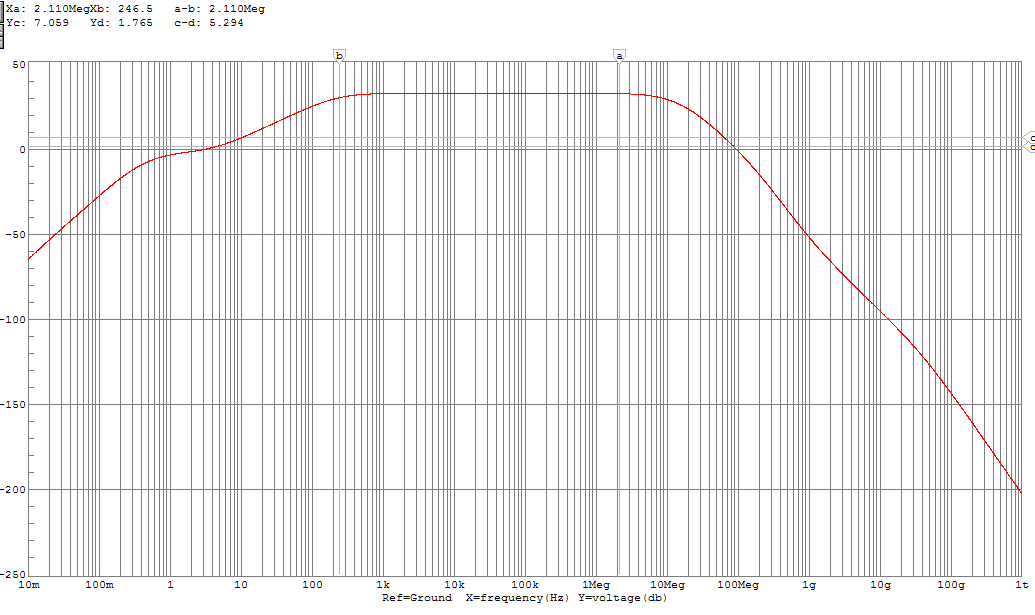 Xa: 2.110MegXb: 246.5 a-b: 2.110Meg
Yc: 7.059 Yd: 1.765 c-d: 5.294
b a
50
0
-50
-100
-150
-200
-250
c
10m 100m 1 10 100 1k 10k 100k 1Meg 10Meg 100Meg 1g 10g 100g 1t
Ref=Ground X=frequency(Hz) Y=voltage(db)